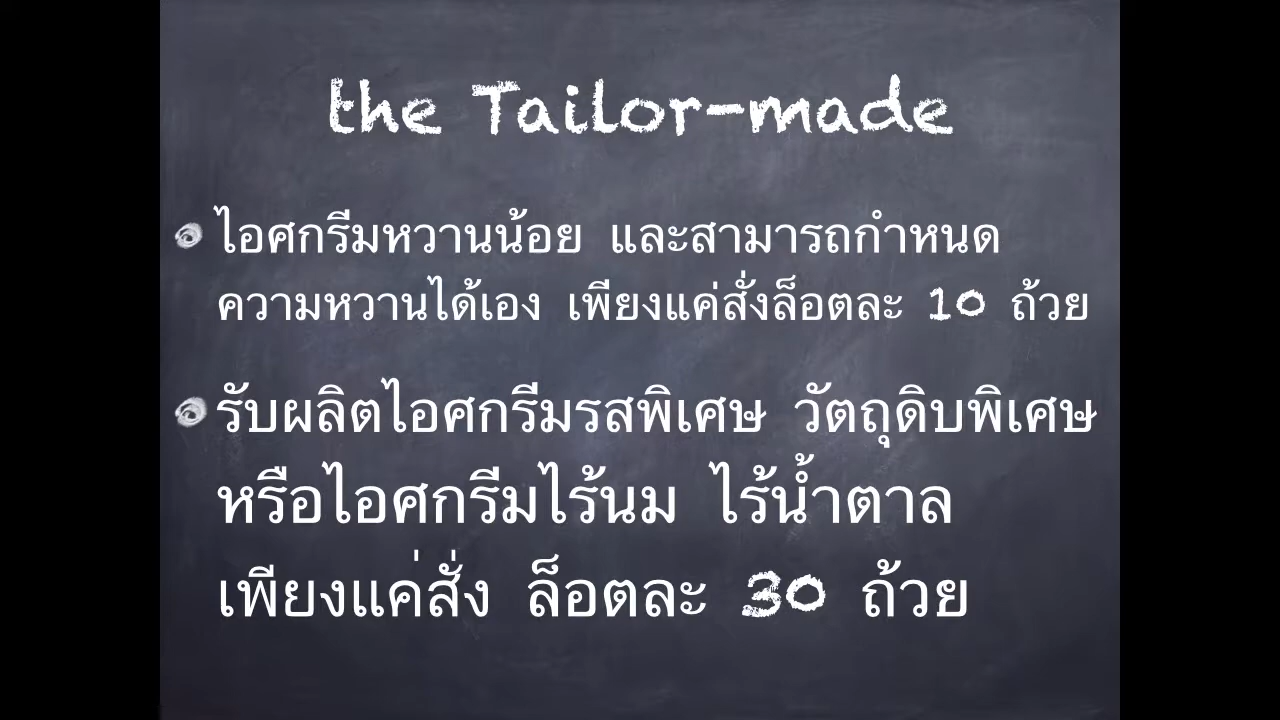 the Tailor-made
ไอศกรีมหวานน้อย และสามารถกำหนด
ความหวานได้เอง เพียงแค่สั่งล็อตละ 10 ถ้วย
รับผลิตไอศกรีมรสพิเศษ วัตถุดิบพิเศษ
หรือไอศกรีมไร้นม ไร้น้ำตาล
เพียงแค่สั่ง ล็อตละ 30 ถ้วย